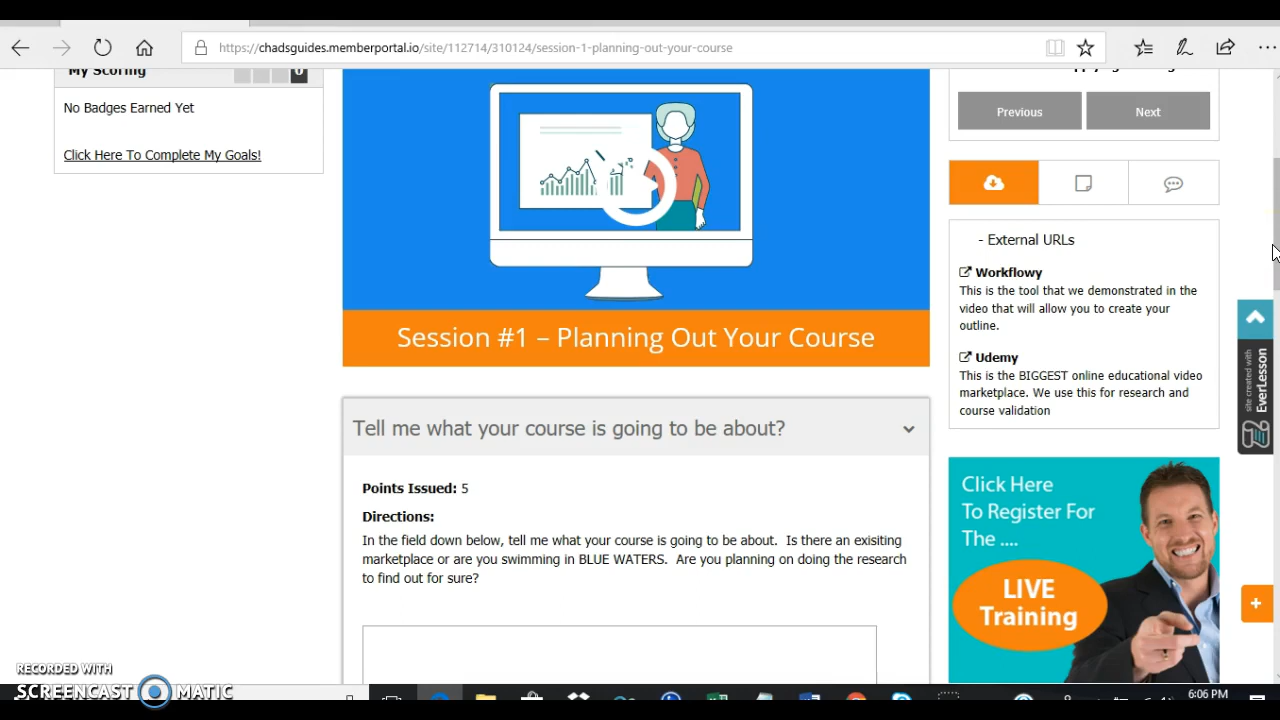 https://chadsguides.memberportal.io/site/112714/310124/session-1-planning-out-your-course
My Scoring 0
No Badges Earned Yet
Click Here To Complete My Goals!
Previous Next
Session #1 – Planning Out Your Course
- External URLs
Workflowy
This is the tool that we demonstrated in the
video that will allow you to create your
outline.
Udemy
This is the BIGGEST online educational video
marketplace. We use this for research and
course validation
site created with
EverLesson
Tell me what your course is going to be about?
Points Issued: 5
Directions:
In the field down below, tell me what your course is going to be about. Is there an exisiting
marketplace or are you swimming in BLUE WATERS. Are you planning on doing the research
to find out for sure?
Click Here
To Register For
The ....
LIVE
Training
+
RECORDED WITH
SCREENCAST MATIC
6:06 PM